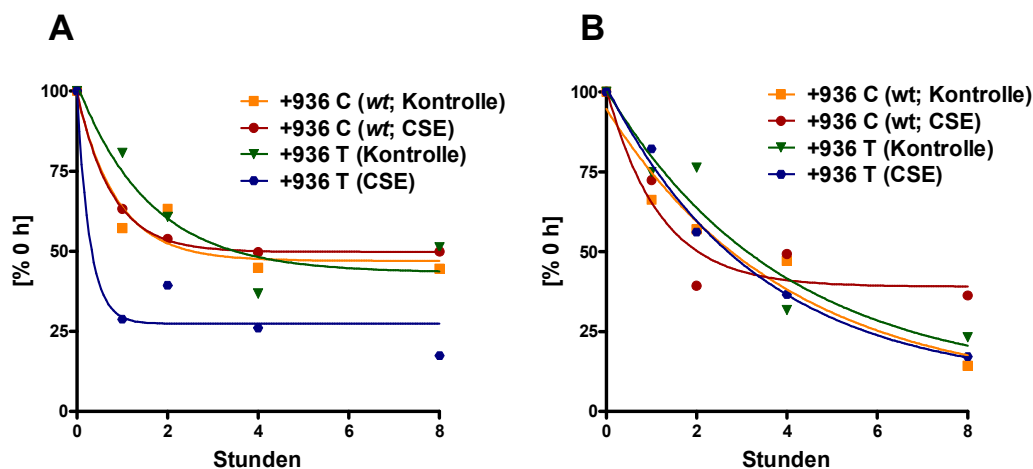 A
100
75
50
25
0
[% 0 h]
0
2
4
6
8
Stunden
+936 C (wt; Kontrolle)
+936 C (wt; CSE)
+936 T (Kontrolle)
+936 T (CSE)
B
100
75
50
25
0
[% 0 h]
0
2
4
6
8
Stunden
+936 C (wt; Kontrolle)
+936 C (wt; CSE)
+936 T (Kontrolle)
+936 T (CSE)